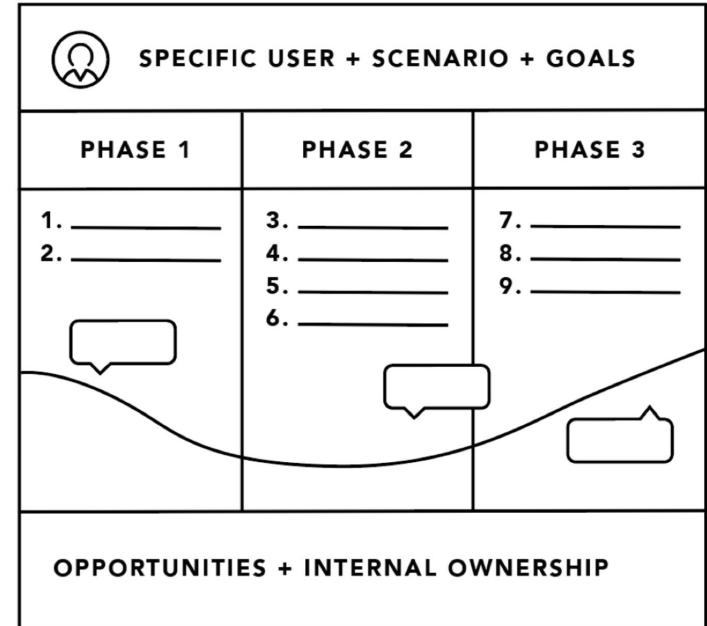 SPECIFIC USER + SCENARIO + GOALS
PHASE 1
PHASE 2
PHASE 3
1.
2.
3.
4.
5.
6.
7.
8.
9.
OPPORTUNITIES + INTERNAL OWNERSHIP